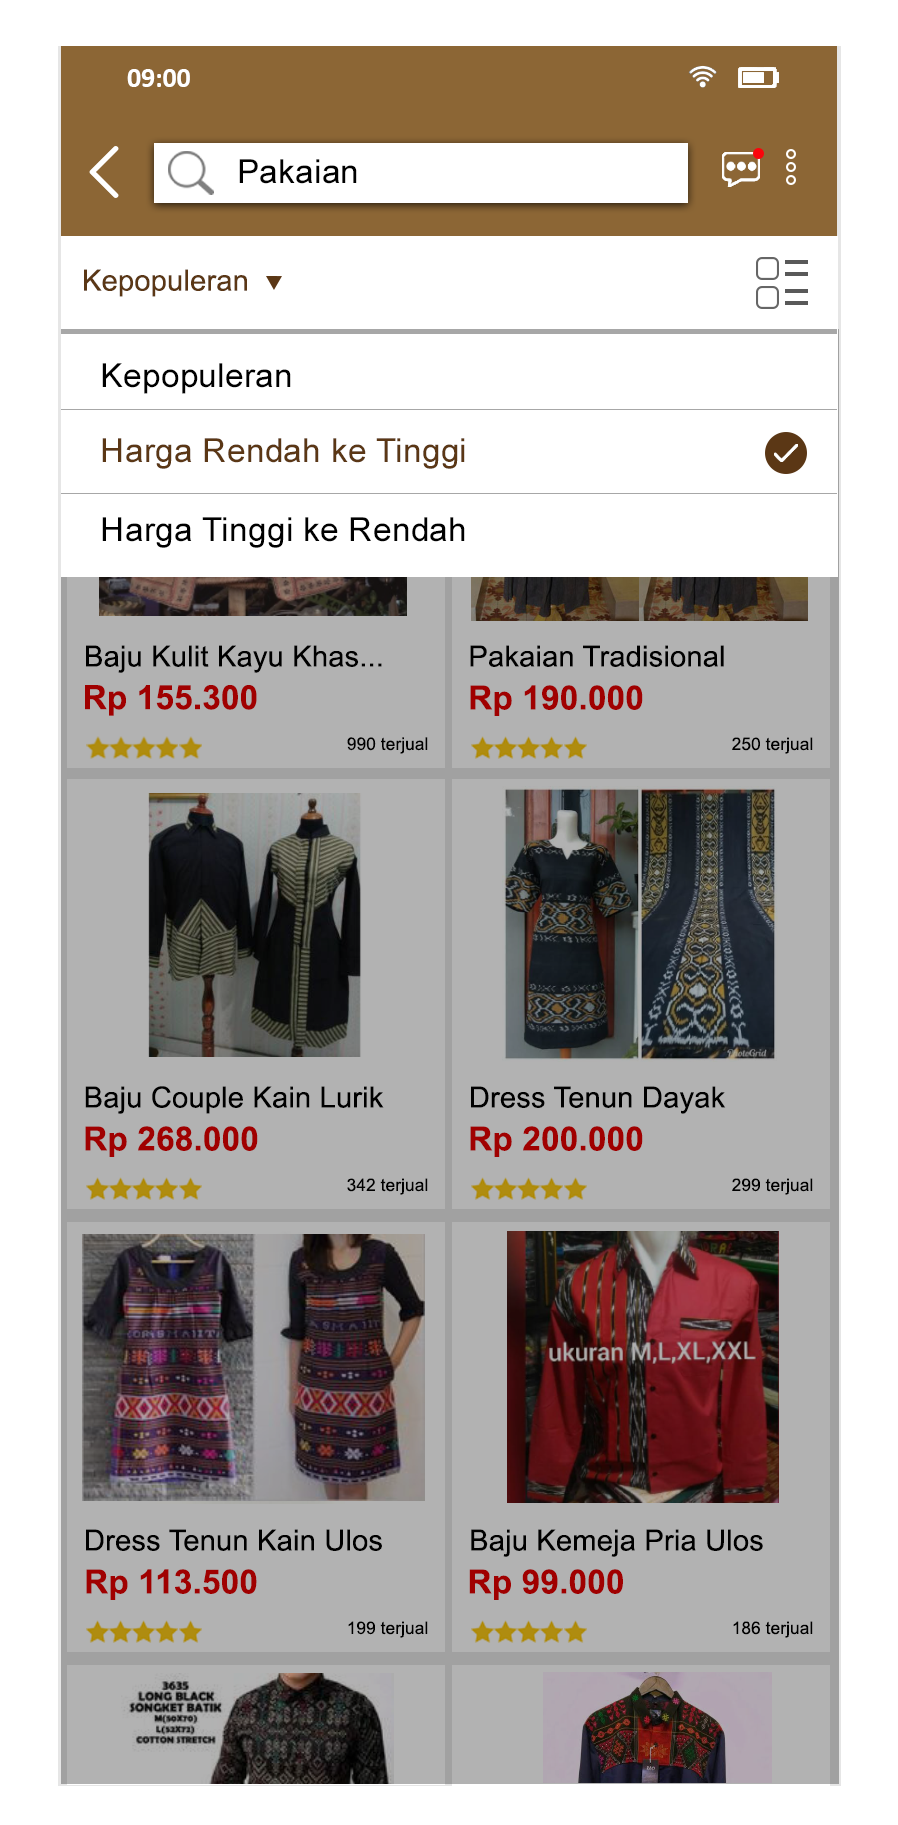 09:00
Pakaian
Kepopuleran
Kepopuleran
Harga Rendah ke Tinggi
Harga Tinggi ke Rendah
Baju Kulit Kayu Khas...
Rp 155.300
990 terjual
Pakaian Tradisional
Rp 190.000
250 terjual
PhotoGrid
Baju Couple Kain Lurik
Rp 268.000
342 terjual
Dress Tenun Dayak
Rp 200.000
299 terjual
ukuran M,L,XL,XXL
Dress Tenun Kain Ulos
Rp 113.500
199 terjual
Baju Kemeja Pria Ulos
Rp 99.000
186 terjual
3635
LONG BLACK
SONGKET BATIK
M(50X70)
L(52X72)
COTTON STRETCH